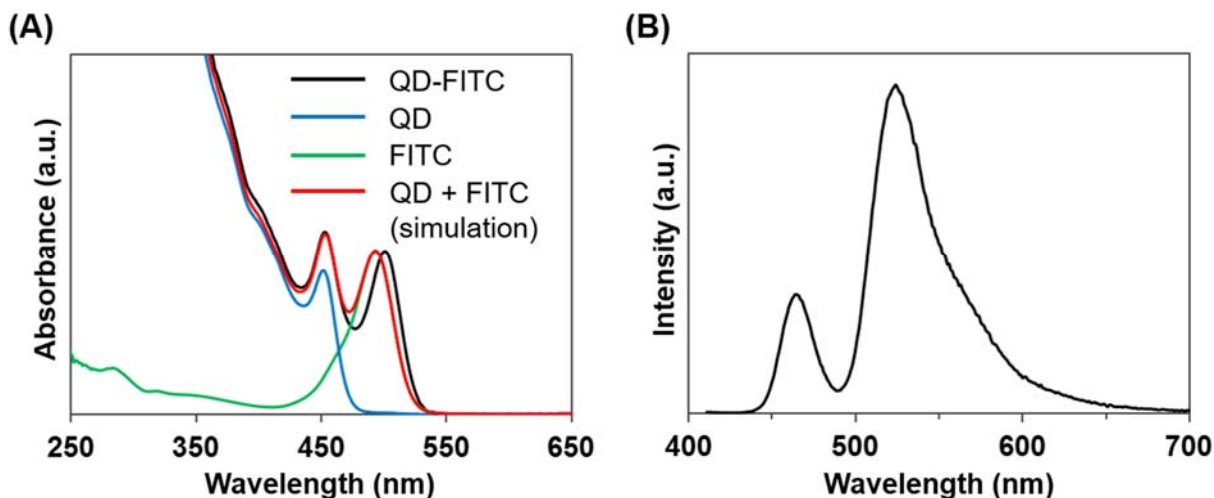 (A)
QD-FITC
QD
FITC
QD + FITC
(simulation)
Absorbance (a.u.)
250 350 450 550 650
Wavelength (nm)
(B)
Intensity (a.u.)
400 500 600 700
Wavelength (nm)